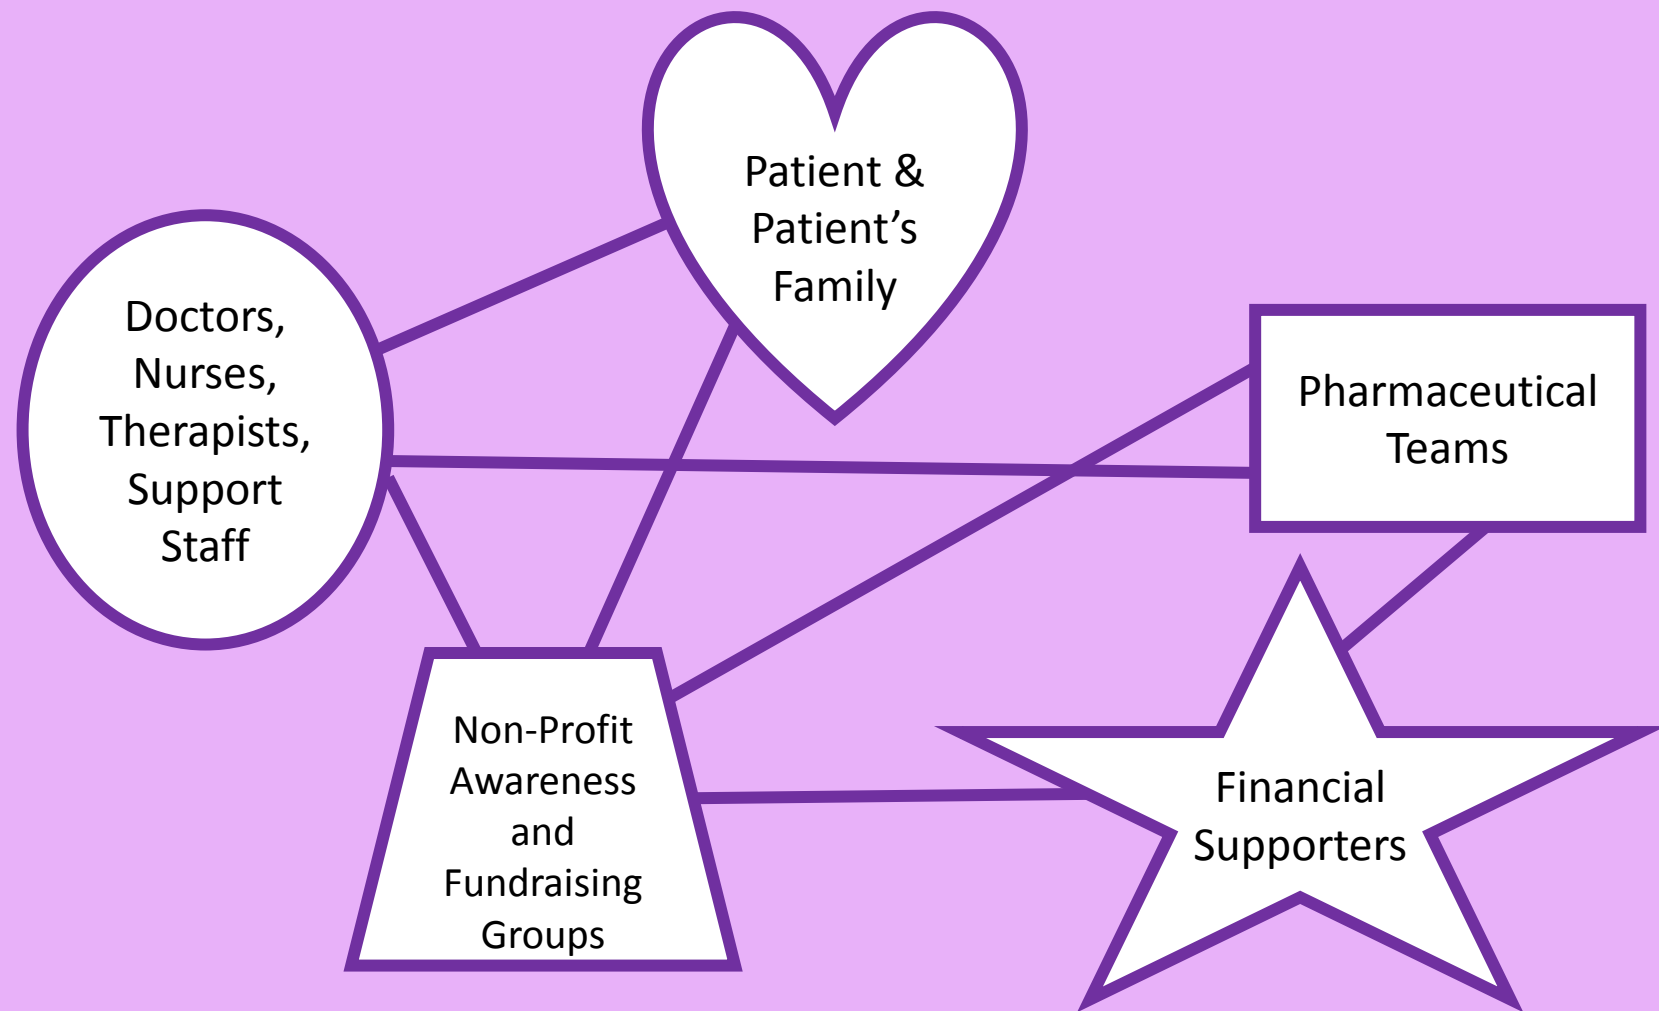 Patient &
Patient’s
Family
Doctors,
Nurses,
Therapists,
Support
Staff
Pharmaceutical
Teams
Non-Profit
Awareness
and
Fundraising
Groups
Financial
Supporters